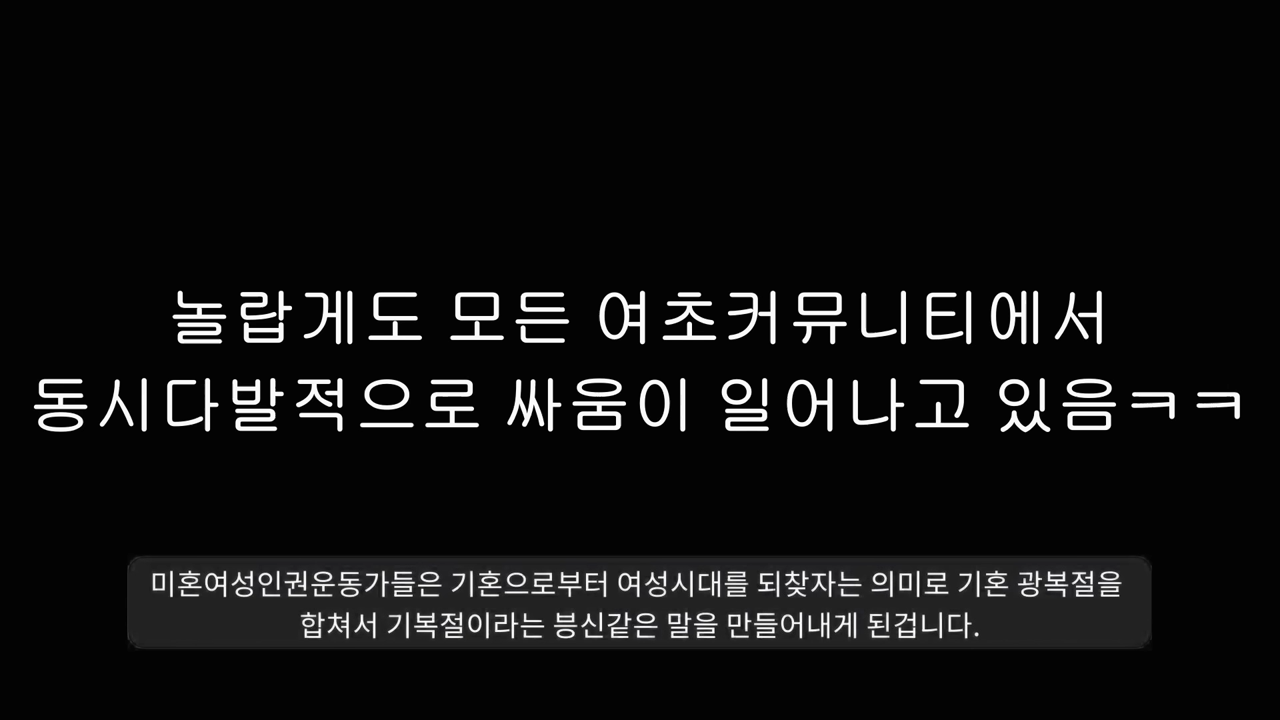 놀랍게도 모든 여초커뮤니티에서
동시다발적으로 싸움이 일어나고 있음ㅋㅋ
미혼여성인권운동가들은 기혼으로부터 여성시대를 되찾자는 의미로 기혼 광복절을
합쳐서 기복절이라는 븡신같은 말을 만들어내게 된겁니다.